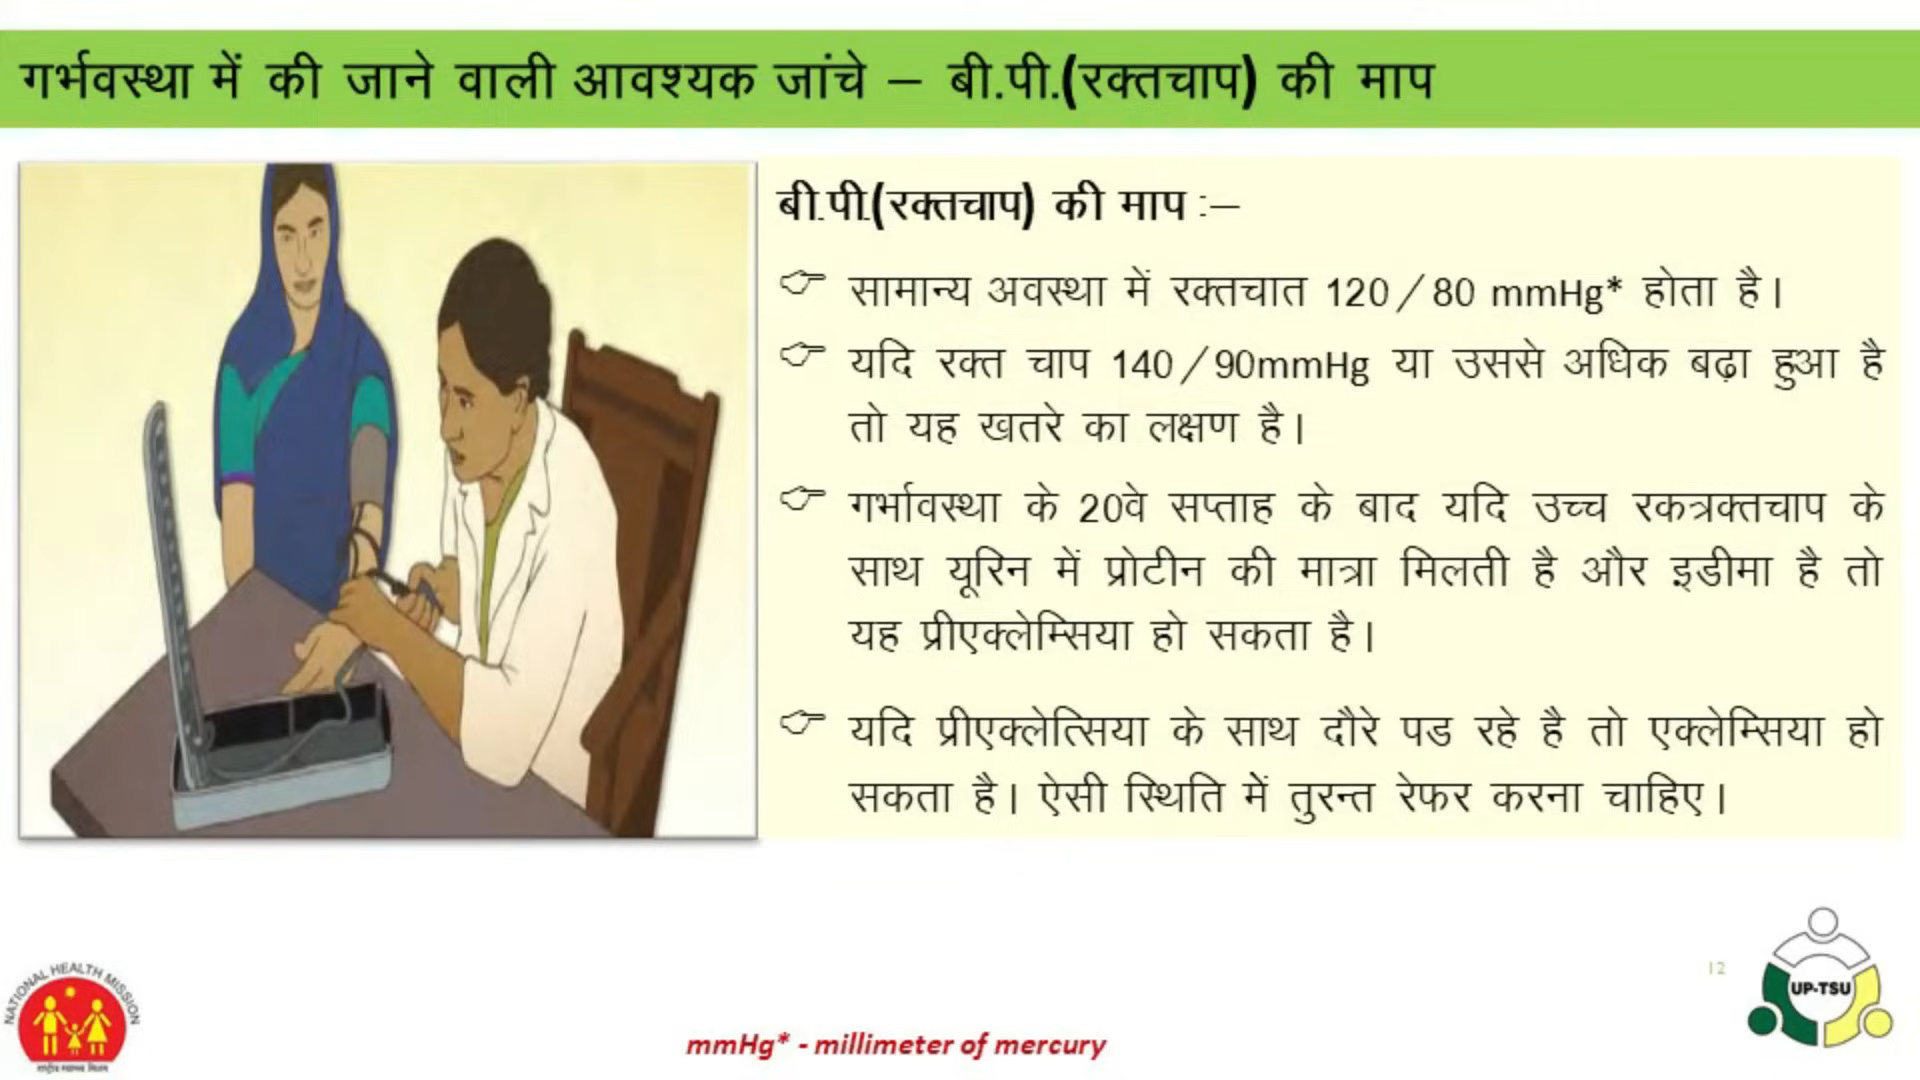 गर्भवस्था में की जाने वाली आवश्यक जांचे – बी.पी.(रक्तचाप) की माप
बी.पी.(रक्तचाप) की माप :–
सामान्य अवस्था में रक्तचात 120/80 mmHg* होता है।
यदि रक्त चाप 140/90mmHg या उससे अधिक बढ़ा हुआ है
तो यह खतरे का लक्षण है।
गर्भावस्था के 20वे सप्ताह के बाद यदि उच्च रकत्रक्तचाप के
साथ यूरिन में प्रोटीन की मात्रा मिलती है और इडीमा है तो
यह प्रीएक्लेम्सिया हो सकता है।
यदि प्रीएक्लेत्सिया के साथ दौरे पड रहे है तो एक्लेम्सिया हो
सकता है। ऐसी स्थिति में तुरन्त रेफर करना चाहिए।
12
UP-TSU
NATIONAL HEALTH MISSION
राष्ट्रीय स्वास्थ्य मिशन
mmHg* - millimeter of mercury